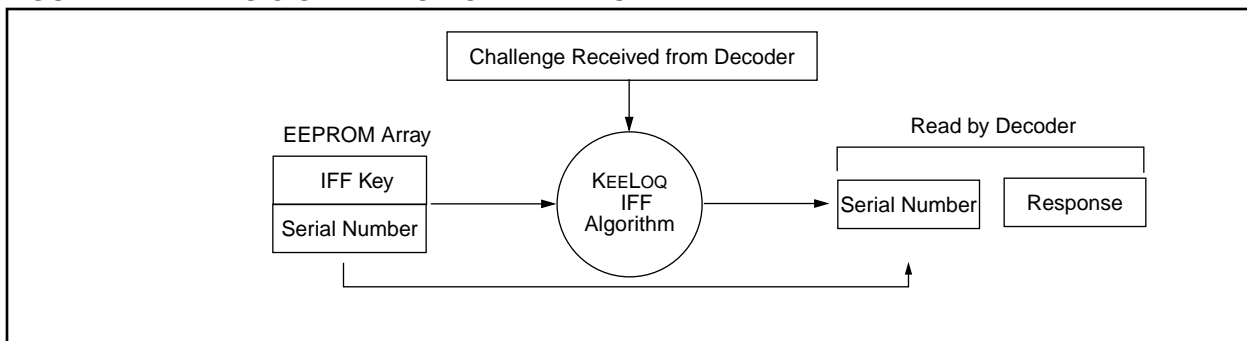 Challenge Received from Decoder
EEPROM Array
IFF Key
Serial Number
KEELOQ
IFF
Algorithm
Read by Decoder
Serial Number
Response